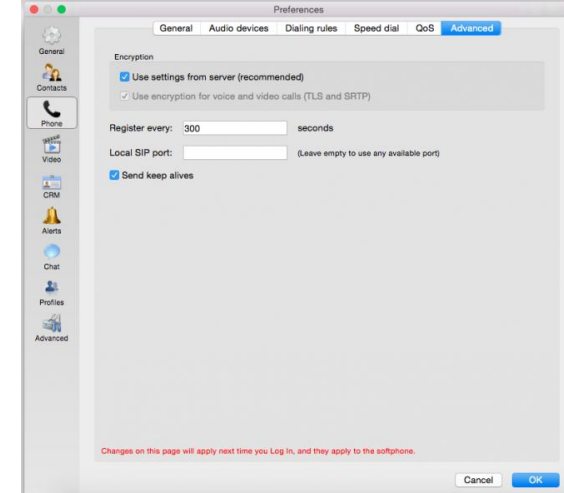 Preferences
General Audio devices Dialing rules Speed dial QoS Advanced
General
Contacts
Phone
Video
CRM
Alerts
Chat
Profiles
Advanced
Encryption
Use settings from server (recommended)
Use encryption for voice and video calls (TLS and SRTP)
Register every: 300 seconds
Local SIP port: (Leave empty to use any available port)
Send keep alives
Changes on this page will apply next time you Log In, and they apply to the softphone.
Cancel OK